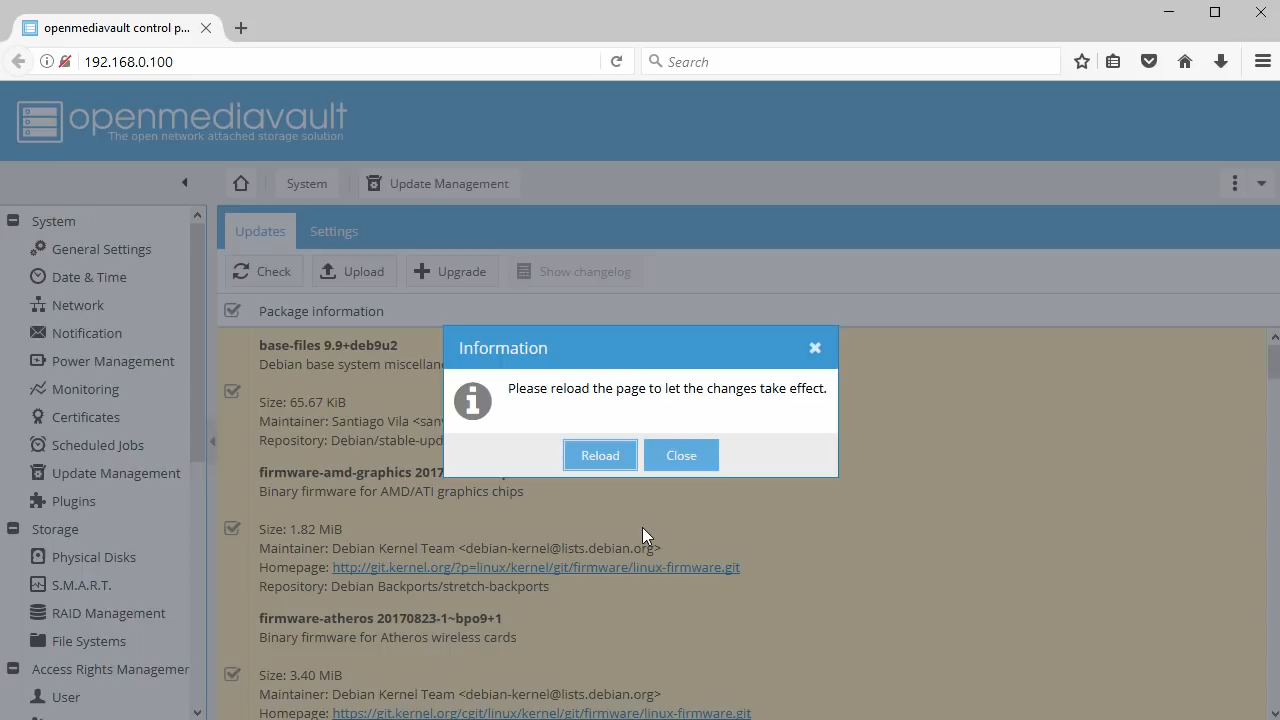 openmediavault control p...
192.168.0.100
Search
openmediavault
The open network attached storage solution
System
Update Management
System
General Settings
Date & Time
Network
Notification
Power Management
Monitoring
Certificates
Scheduled Jobs
Update Management
Plugins
Storage
Physical Disks
S.M.A.R.T.
RAID Management
File Systems
Access Rights Managemen
User
Updates
Settings
Check
Upload
Upgrade
Show changelog
Package information
base-files 9.9+deb9u2
Debian base system miscellan
Size: 65.67 KiB
Maintainer: Santiago Vila <sanv
Repository: Debian/stable-upd
firmware-amd-graphics 2017
Binary firmware for AMD/ATI graphics chips
Size: 1.82 MiB
Maintainer: Debian Kernel Team <debian-kernel@lists.debian.org>
Homepage: http://git.kernel.org/?p=linux/kernel/git/firmware/linux-firmware.git
Repository: Debian Backports/stretch-backports
firmware-atheros 20170823-1~bpo9+1
Binary firmware for Atheros wireless cards
Size: 3.40 MiB
Maintainer: Debian Kernel Team <debian-kernel@lists.debian.org>
Homepage: https://git.kernel.org/cgit/linux/kernel/git/firmware/linux-firmware.git
Information
Please reload the page to let the changes take effect.
Reload
Close